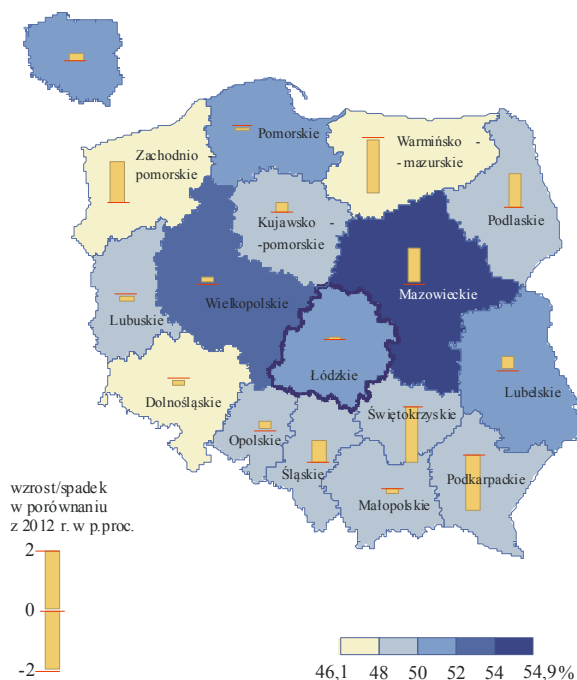 Pomorskie
Warmińsko -
- mazurskie
Zachodnio
pomorskie
Podlaskie
Kujawsko -
-pomorskie
Mazowieckie
Wielkopolskie
Lubuskie
Łódzkie
Lubelskie
Dolnośląskie
Świętokrzyskie
Opolskie
Śląskie
Podkarpackie
Małopolskie
wzrost/spadek
w porównaniu
z 2012 r. w p.proc.
2
0
-2
46,1 48 50 52 54 54,9%